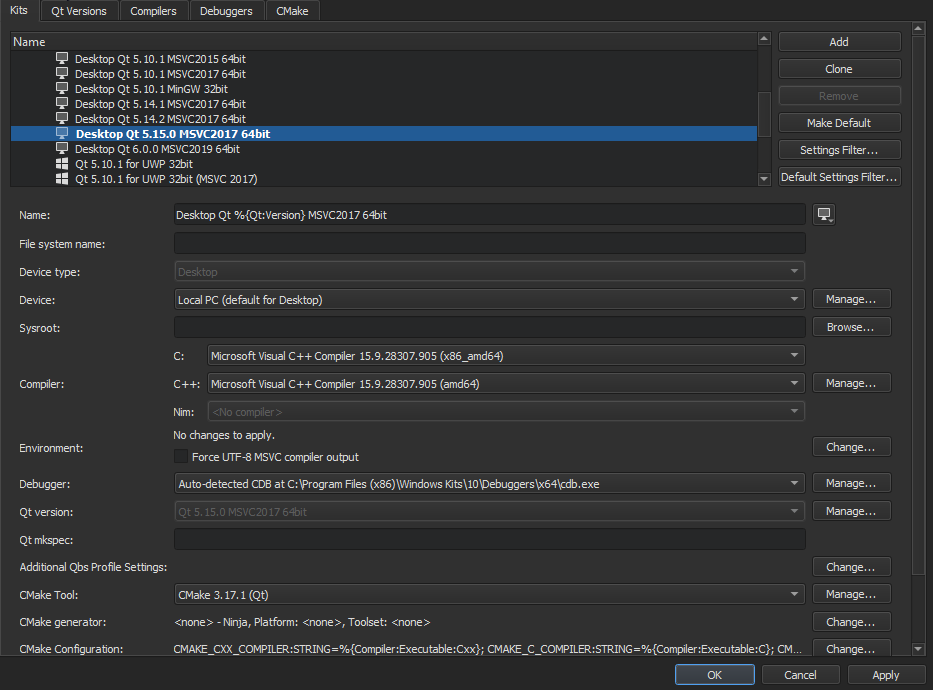 Kits Qt Versions Compilers Debuggers CMake
Name
Desktop Qt 5.10.1 MSVC2015 64bit
Desktop Qt 5.10.1 MSVC2017 64bit
Desktop Qt 5.10.1 MinGW 32bit
Desktop Qt 5.14.1 MSVC2017 64bit
Desktop Qt 5.14.2 MSVC2017 64bit
Desktop Qt 5.15.0 MSVC2017 64bit
Desktop Qt 6.0.0 MSVC2019 64bit
Qt 5.10.1 for UWP 32bit
Qt 5.10.1 for UWP 32bit (MSVC 2017)
Add
Clone
Remove
Make Default
Settings Filter...
Default Settings Filter...
Name: Desktop Qt %{Qt:Version} MSVC2017 64bit
File system name:
Device type: Desktop
Device: Local PC (default for Desktop) Manage...
Sysroot: Browse...
C: Microsoft Visual C++ Compiler 15.9.28307.905 (x86_amd64)
Compiler: C++: Microsoft Visual C++ Compiler 15.9.28307.905 (amd64) Manage...
Nim: <No compiler>
No changes to apply.
Environment: Change...
Force UTF-8 MSVC compiler output
Debugger: Auto-detected CDB at C:\Program Files (x86)\Windows Kits\10\Debuggers\x64\cdb.exe Manage...
Qt version: Qt 5.15.0 MSVC2017 64bit Manage...
Qt mkspec:
Additional Qbs Profile Settings: Change...
CMake Tool: CMake 3.17.1 (Qt) Manage...
CMake generator: <none> - Ninja, Platform: <none>, Toolset: <none> Change...
CMake Configuration: CMAKE_CXX_COMPILER:STRING=%{Compiler:Executable:Cxx}; CMAKE_C_COMPILER:STRING=%{Compiler:Executable:C}; CM... Change...
OK Cancel Apply